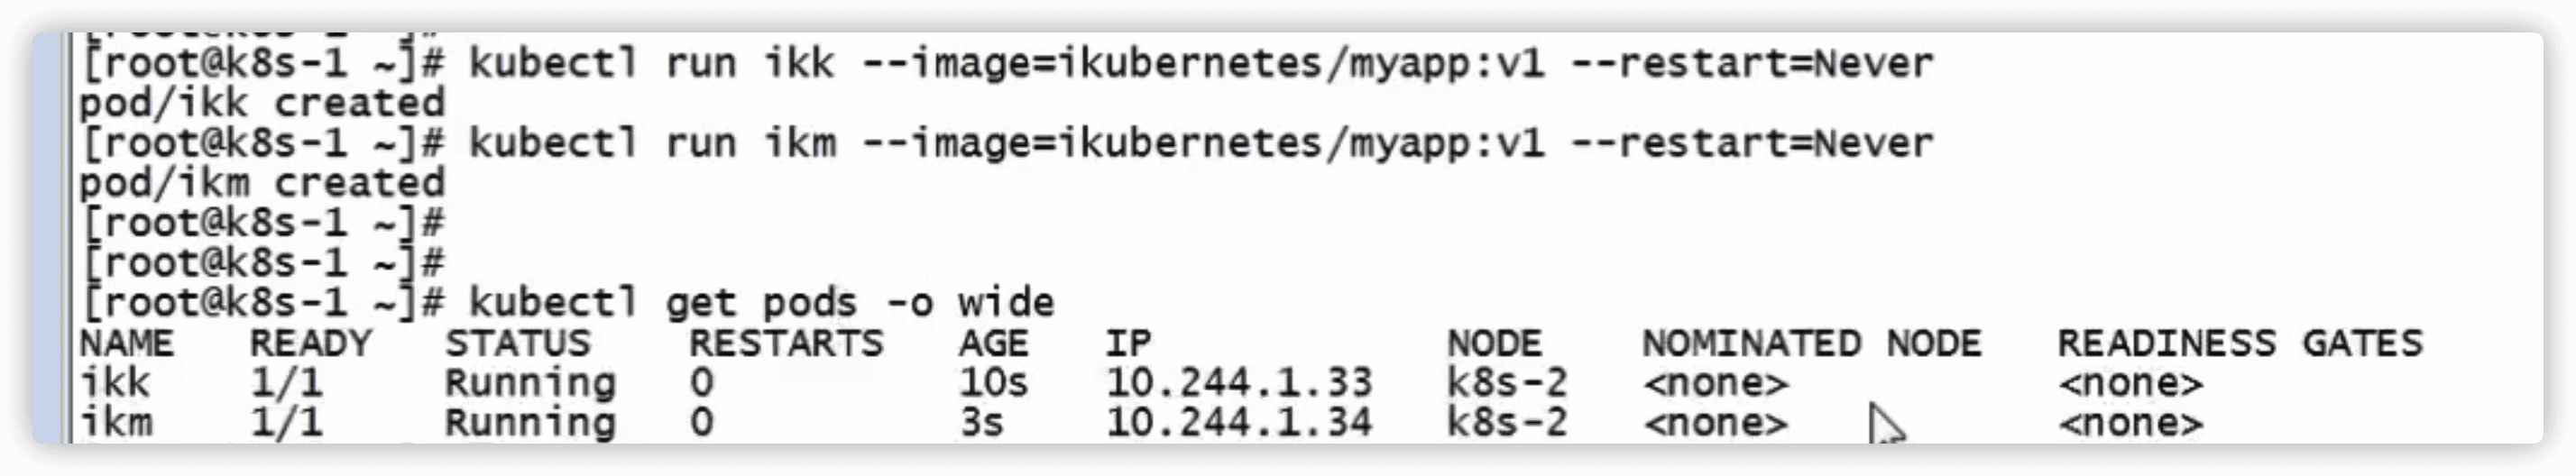 [root@k8s-1 ~]# kubectl run ikk --image=ikubernetes/myapp:v1 --restart=Never
pod/ikk created
[root@k8s-1 ~]# kubectl run ikm --image=ikubernetes/myapp:v1 --restart=Never
pod/ikm created
[root@k8s-1 ~]#
[root@k8s-1 ~]#
[root@k8s-1 ~]# kubectl get pods -o wide
NAME   READY   STATUS    RESTARTS   AGE   IP            NODE    NOMINATED NODE   READINESS GATES
ikk    1/1     Running   0          10s   10.244.1.33   k8s-2   <none>           <none>
ikm    1/1     Running   0          3s    10.244.1.34   k8s-2   <none>           <none>